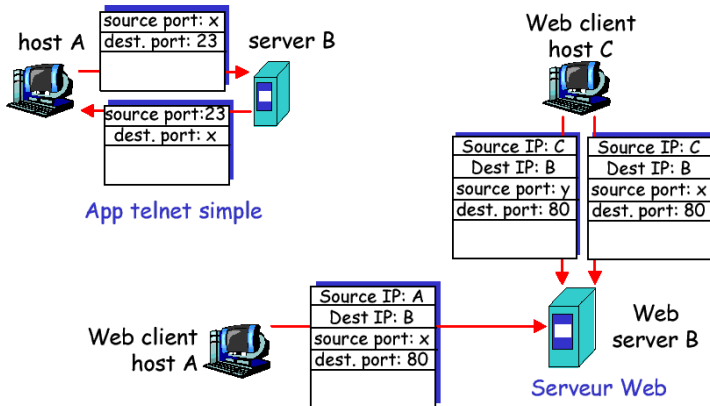 host A
source port: x
dest. port: 23
server B
source port:23
dest. port: x
App telnet simple
Web client
host C
Source IP: C
Dest IP: B
source port: y
dest. port: 80
Source IP: C
Dest IP: B
source port: x
dest. port: 80
Web client
host A
Source IP: A
Dest IP: B
source port: x
dest. port: 80
Web
server B
Serveur Web